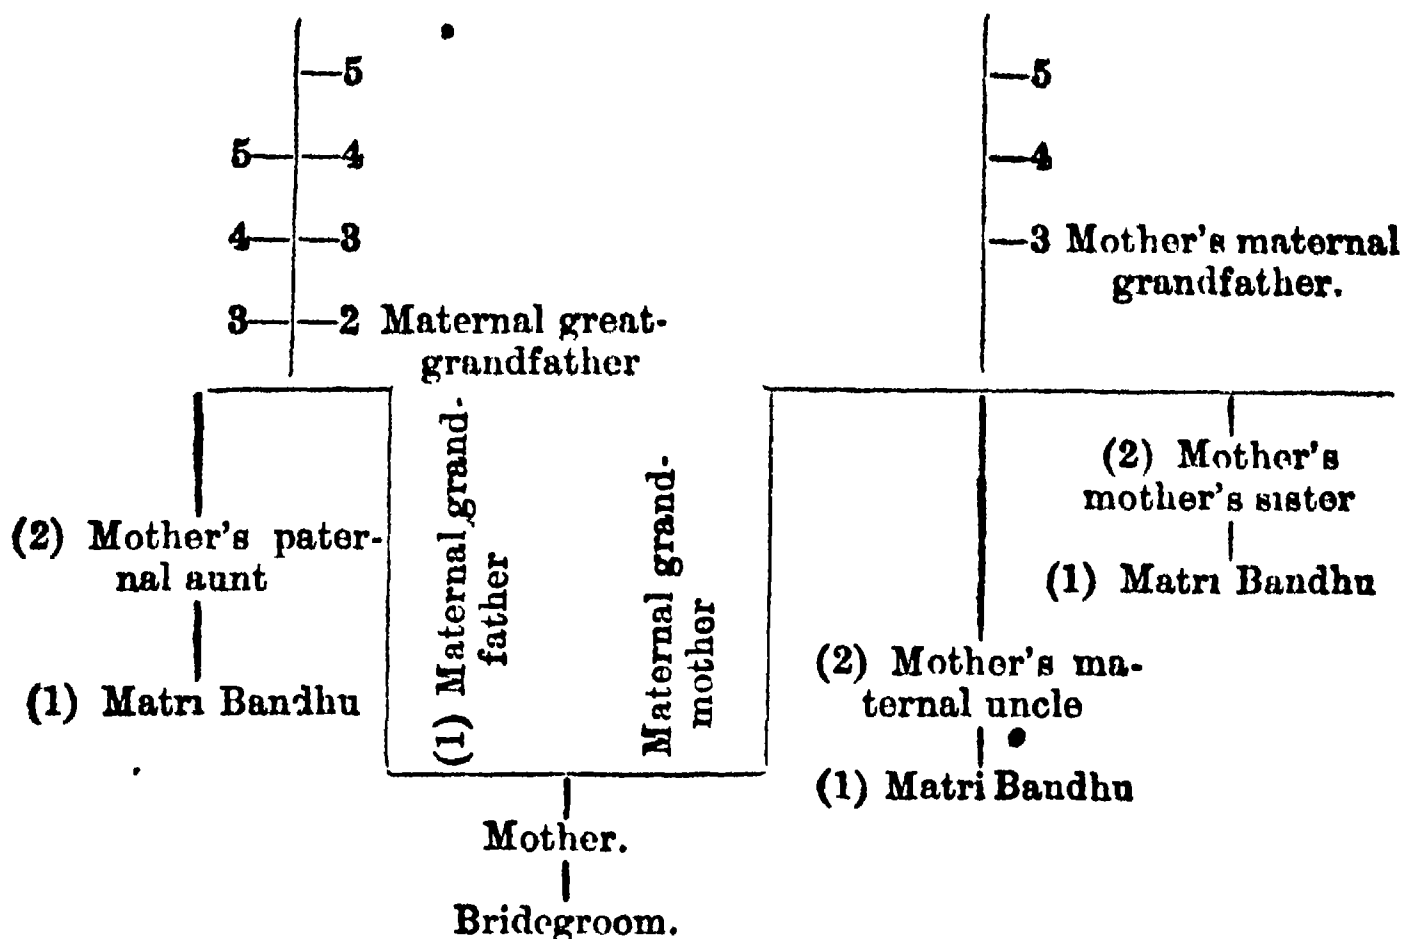 5
5
5 4
4
4 3
3 Mother's maternal
grandfather.
3 2 Maternal great-
grandfather
(1) Maternal grand-
father
Maternal grand-
mother
(2) Mother's
mother's sister
(2) Mother's pater-
nal aunt
(1) Matri Bandhu
(2) Mother's ma-
ternal uncle
(1) Matri Bandhu
(1) Matri Bandhu
Mother.
Bridegroom.